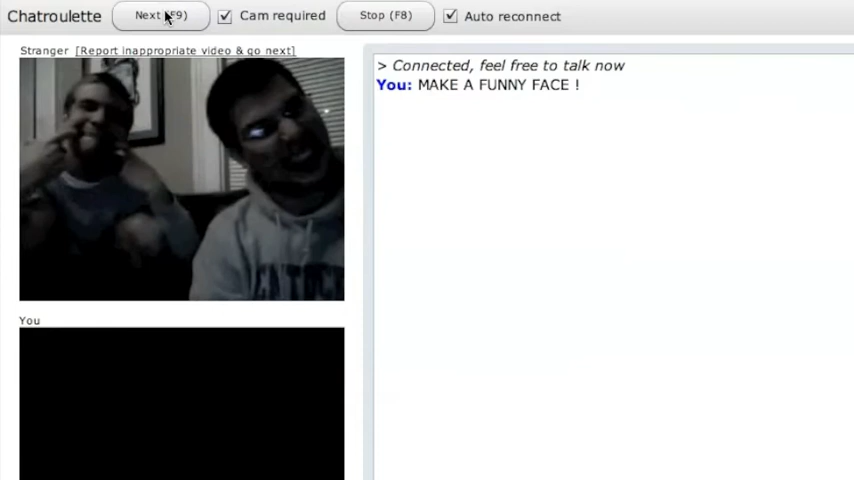 Chatroulette Next (F9) Cam required Stop (F8) Auto reconnect
Stranger [Report inappropriate video & go next]
> Connected, feel free to talk now
You: MAKE A FUNNY FACE !
You